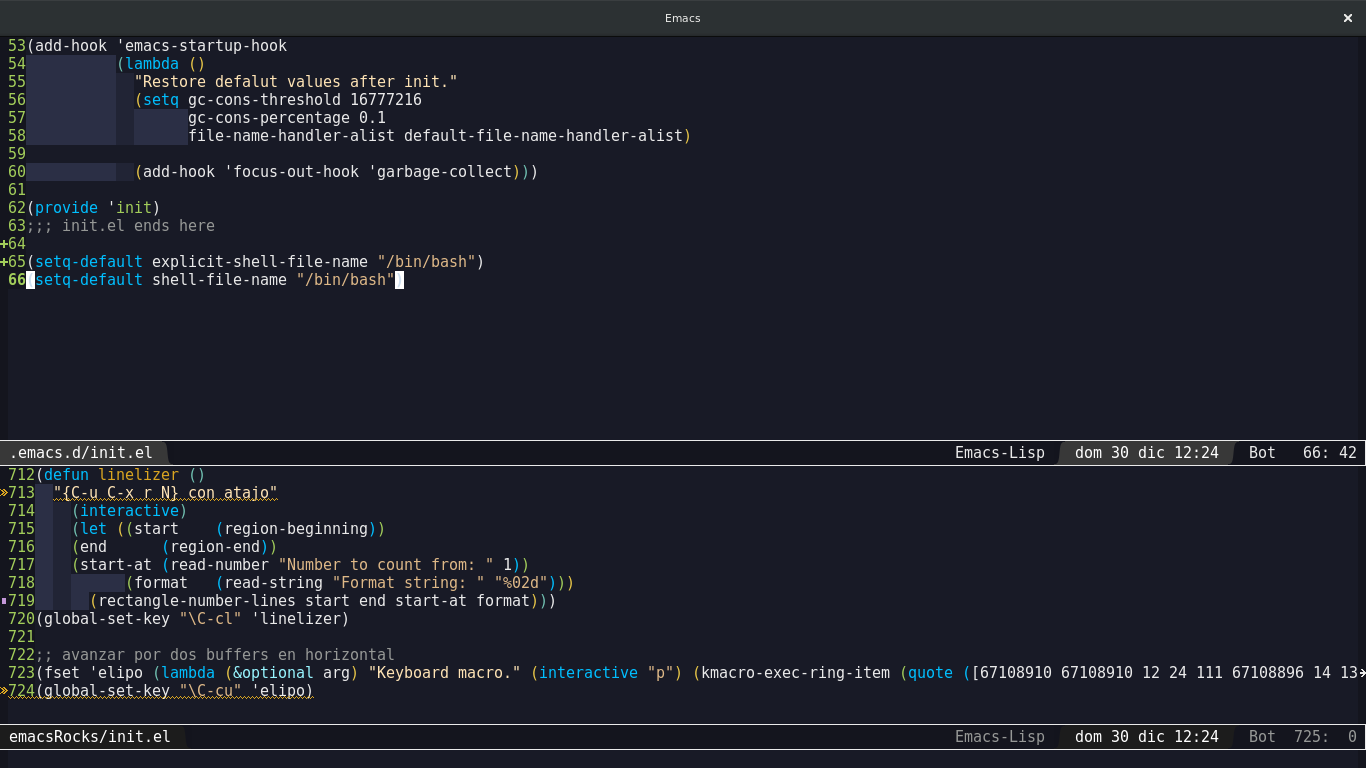 Emacs ×
53(add-hook 'emacs-startup-hook
54          (lambda ()
55            "Restore defalut values after init."
56            (setq gc-cons-threshold 16777216
57                  gc-cons-percentage 0.1
58                  file-name-handler-alist default-file-name-handler-alist)
59
60            (add-hook 'focus-out-hook 'garbage-collect)))
61
62(provide 'init)
63;;; init.el ends here
+64
+65(setq-default explicit-shell-file-name "/bin/bash")
66(setq-default shell-file-name "/bin/bash")
.emacs.d/init.el Emacs-Lisp dom 30 dic 12:24 Bot 66: 42
712(defun linelizer ()
»713  "{C-u C-x r N} con atajo"
714    (interactive)
715    (let ((start    (region-beginning))
716    (end      (region-end))
717    (start-at (read-number "Number to count from: " 1))
718          (format   (read-string "Format string: " "%02d")))
719      (rectangle-number-lines start end start-at format)))
720(global-set-key "\C-cl" 'linelizer)
721
722;; avanzar por dos buffers en horizontal
723(fset 'elipo (lambda (&optional arg) "Keyboard macro." (interactive "p") (kmacro-exec-ring-item (quote ([67108910 67108910 12 24 111 67108896 14 13→
»724(global-set-key "\C-cu" 'elipo)
emacsRocks/init.el Emacs-Lisp dom 30 dic 12:24 Bot 725: 0